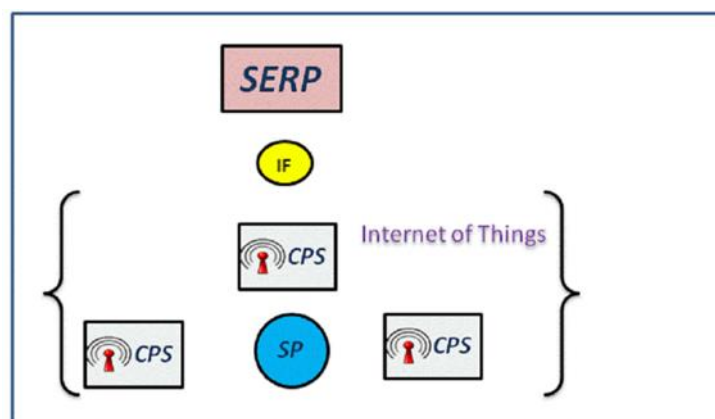 SERP
IF
Internet of Things
CPS
CPS
SP
CPS